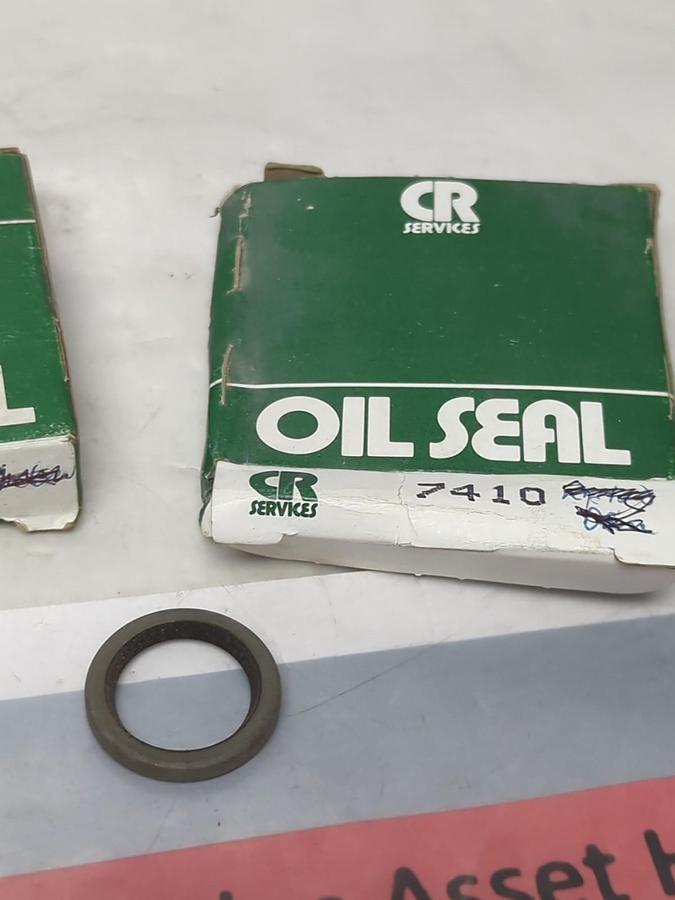 CR
SERVICES
OIL SEAL
CR
SERVICES
7410
L
Asset